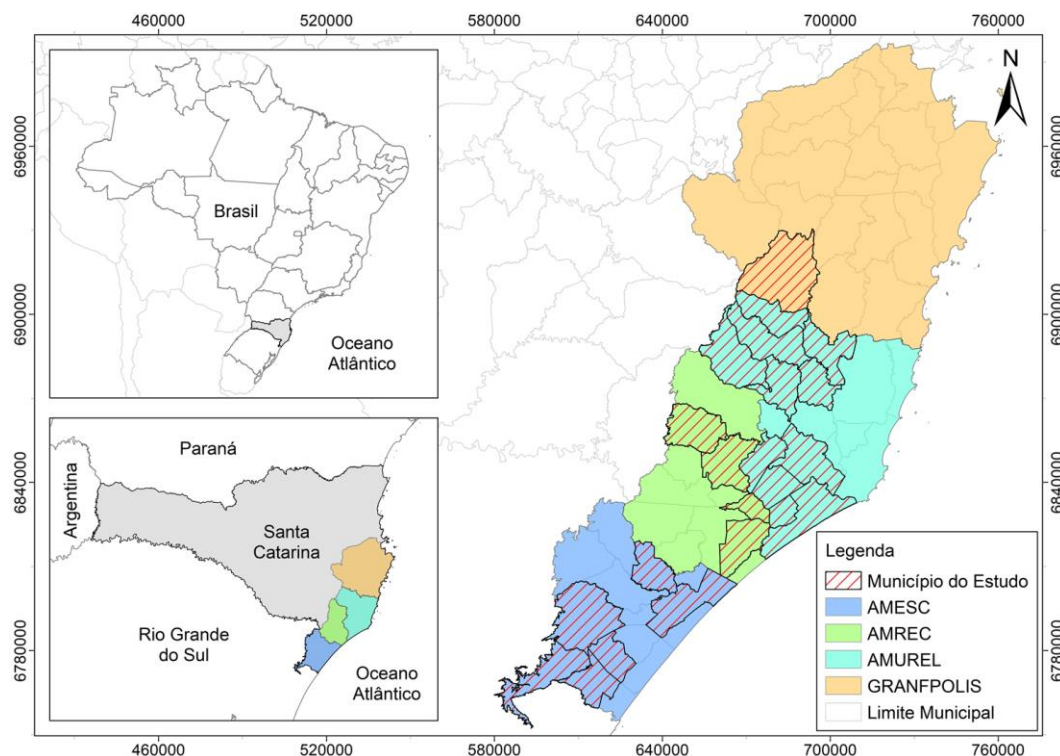 460000 520000 580000 640000 700000 760000
N
6960000
6900000
6840000
6780000
Brasil
Oceano
Atlântico
Paraná
Argentina
Santa
Catarina
Rio Grande
do Sul
Oceano
Atlântico
6960000
6900000
6840000
6780000
Legenda
Município do Estudo
AMESC
AMREC
AMUREL
GRANFPOLIS
Limite Municipal
460000 520000 580000 640000 700000 760000